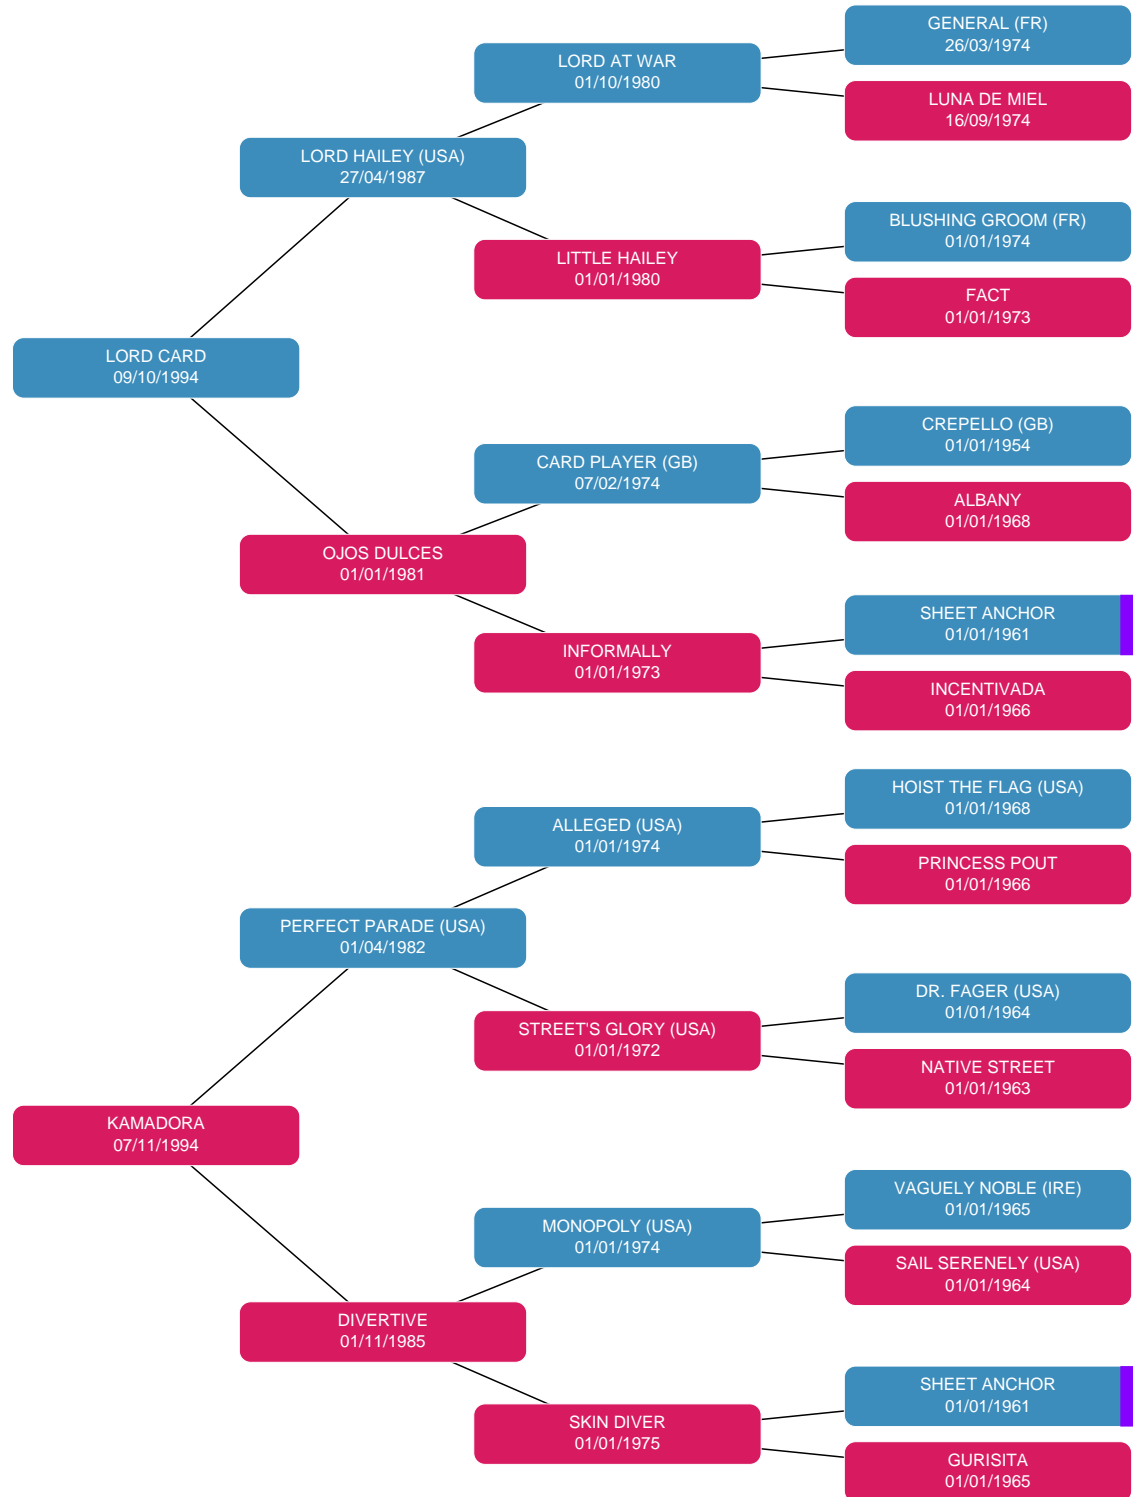 GENERAL (FR)
26/03/1974
LORD AT WAR
01/10/1980
LUNA DE MIEL
16/09/1974
LORD HAILEY (USA)
27/04/1987
BLUSHING GROOM (FR)
01/01/1974
LITTLE HAILEY
01/01/1980
FACT
01/01/1973
LORD CARD
09/10/1994
CREPELLO (GB)
01/01/1954
CARD PLAYER (GB)
07/02/1974
ALBANY
01/01/1968
OJOS DULCES
01/01/1981
SHEET ANCHOR
01/01/1961
INFORMALLY
01/01/1973
INCENTIVADA
01/01/1966
HOIST THE FLAG (USA)
01/01/1968
ALLEGED (USA)
01/01/1974
PRINCESS POUT
01/01/1966
PERFECT PARADE (USA)
01/04/1982
DR. FAGER (USA)
01/01/1964
STREET'S GLORY (USA)
01/01/1972
NATIVE STREET
01/01/1963
KAMADORA
07/11/1994
VAGUELY NOBLE (IRE)
01/01/1965
MONOPOLY (USA)
01/01/1974
SAIL SERENELY (USA)
01/01/1964
DIVERTIVE
01/11/1985
SHEET ANCHOR
01/01/1961
SKIN DIVER
01/01/1975
GURISITA
01/01/1965